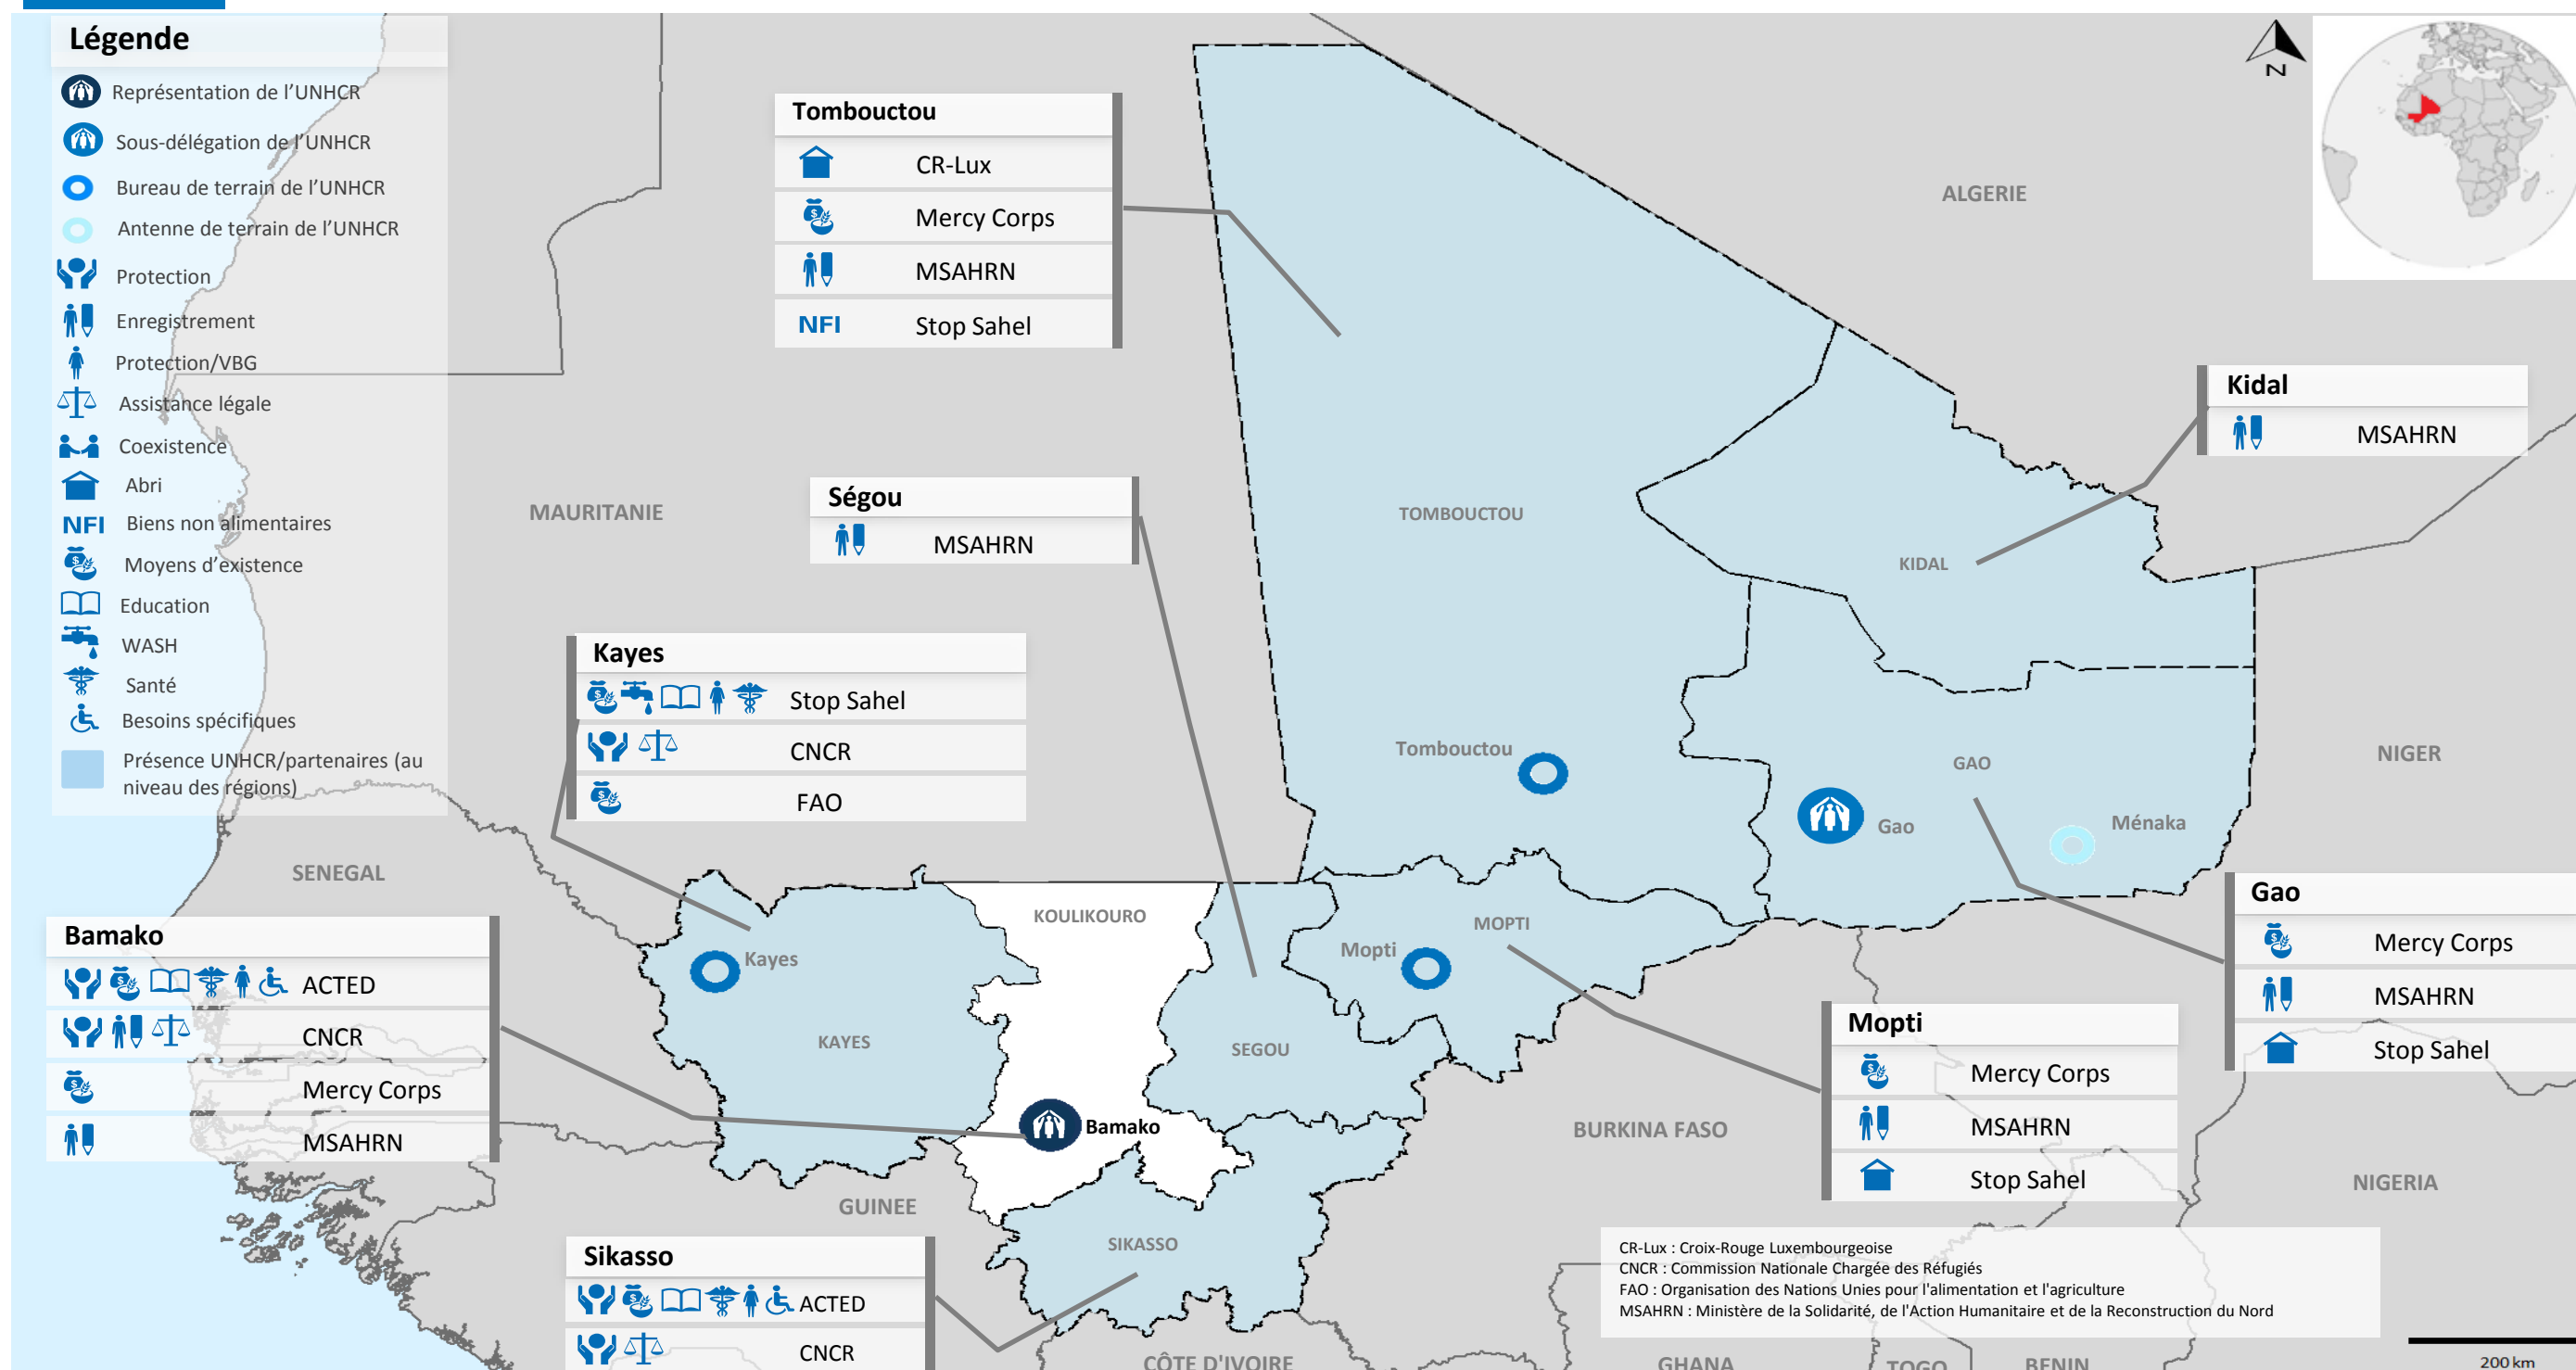 Légende
Représentation de l'UNHCR
Sous-délégation de l'UNHCR
Bureau de terrain de l'UNHCR
Antenne de terrain de l'UNHCR
Protection
Enregistrement
Protection/VBG
Assistance légale
Coexistence
Abri
NFI Biens non alimentaires
Moyens d'existence
Education
WASH
Santé
Besoins spécifiques
Présence UNHCR/partenaires (au
niveau des régions)
Tombouctou
CR-Lux
Mercy Corps
MSAHRN
NFI Stop Sahel
N
ALGERIE
Kidal
MSAHRN
MAURITANIE
Ségou
MSAHRN
TOMBOUCTOU
KIDAL
Kayes
Stop Sahel
CNCR
FAO
Tombouctou
GAO
Gao
Ménaka
NIGER
SENEGAL
Bamako
ACTED
CNCR
Mercy Corps
MSAHRN
KOULIKOURO
Kayes
KAYES
SEGOU
Mopti
MOPTI
Bamako
Gao
Mercy Corps
MSAHRN
Stop Sahel
Mopti
Mercy Corps
MSAHRN
Stop Sahel
BURKINA FASO
NIGERIA
GUINEE
SIKASSO
Sikasso
ACTED
CNCR
CR-Lux : Croix-Rouge Luxembourgeoise
CNCR : Commission Nationale Chargée des Réfugiés
FAO : Organisation des Nations Unies pour l'alimentation et l'agriculture
MSAHRN : Ministère de la Solidarité, de l'Action Humanitaire et de la Reconstruction du Nord
CÔTE D'IVOIRE
GHANA
TOGO
BENIN
200 km